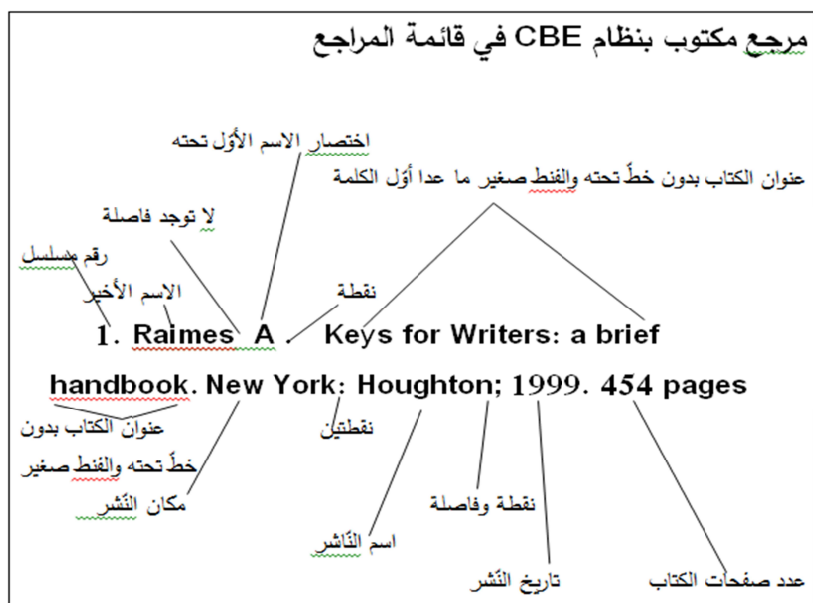 مرجع مكتوب بنظام CBE في قائمة المراجع
اختصار الاسم الأوّل تحته
عنوان الكتاب بدون خطّ تحته والفنط صغير ما عدا أوّل الكلمة
لا توجد فاصلة
رقم مسلسل
الاسم الأخير
نقطة
1. Raimes A . Keys for Writers: a brief
handbook. New York: Houghton; 1999. 454 pages
عنوان الكتاب بدون
خطّ تحته والفنط صغير
نقطتين
مكان النّشر
نقطة وفاصلة
اسم النّاشر
تاريخ النّشر
عدد صفحات الكتاب